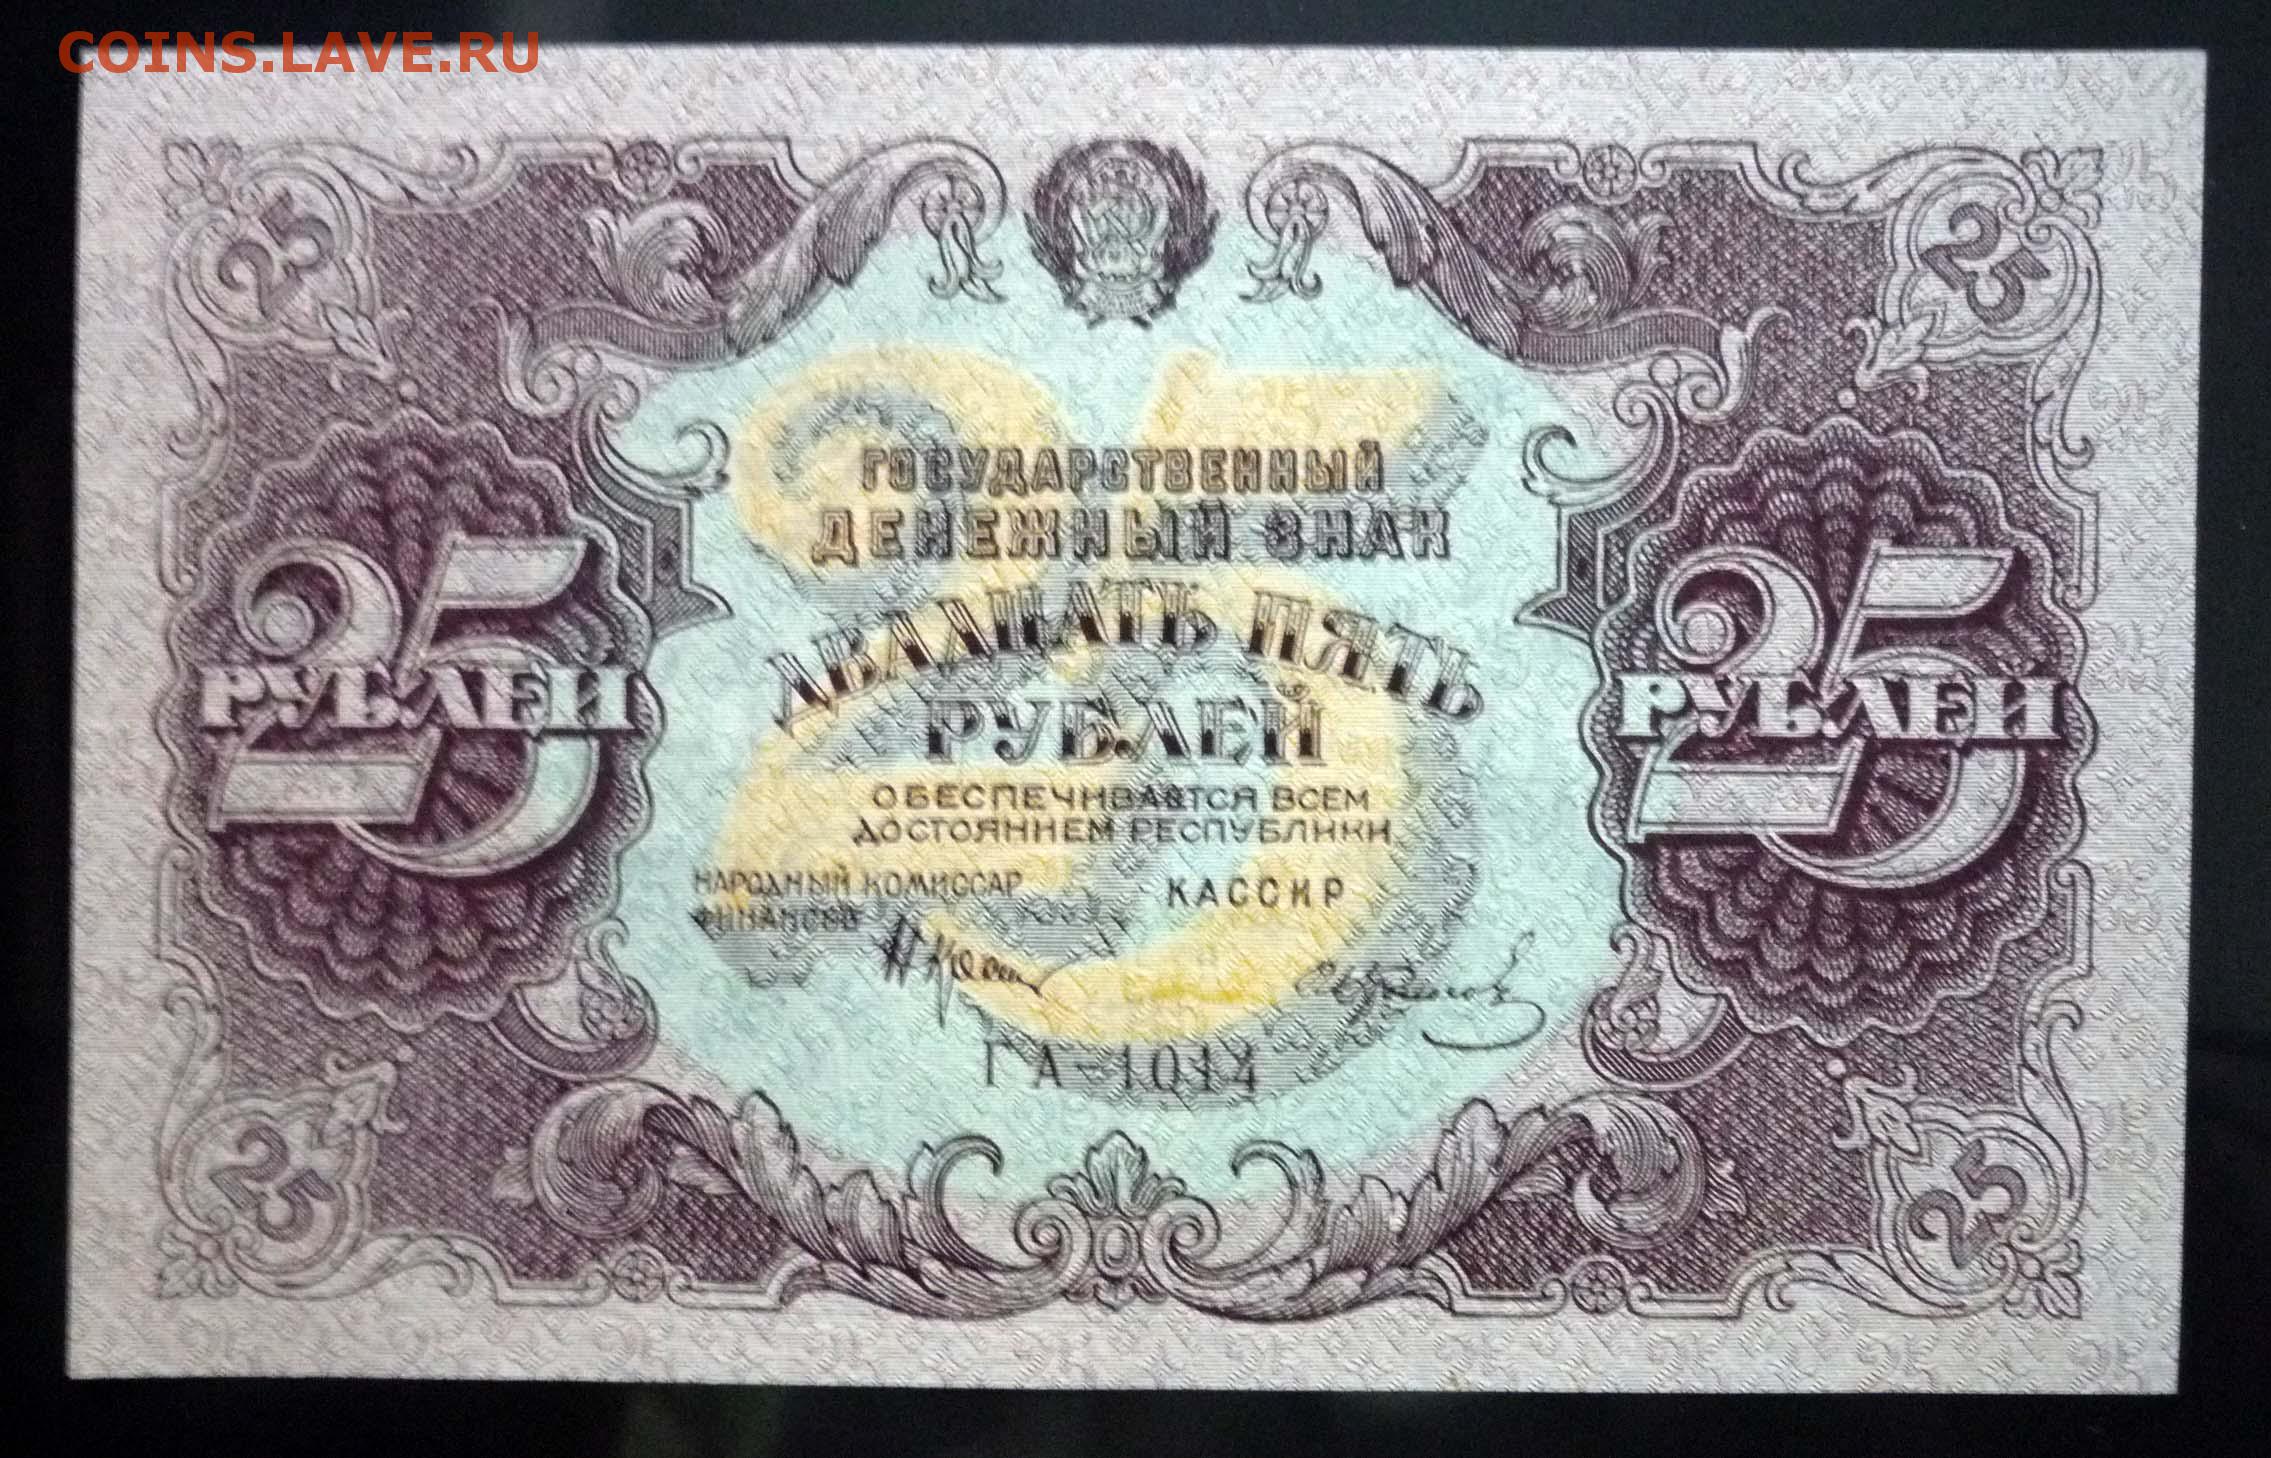 COINS.LAVE.RU
25
25
ГОСУДАРСТВЕННЫЙ
ДЕНЕЖНЫЙ ЗНАК
ДВАДЦАТЬ ПЯТЬ
РУБЛЕЙ
25
РУБЛЕЙ
25
РУБЛЕЙ
25
ОБЕСПЕЧИВАЕТСЯ ВСЕМ
ДОСТОЯНИЕМ РЕСПУБЛИКИ
НАРОДНЫЙ КОМИССАР
ФИНАНСОВ
КАССИР
ГА-1014
25
25